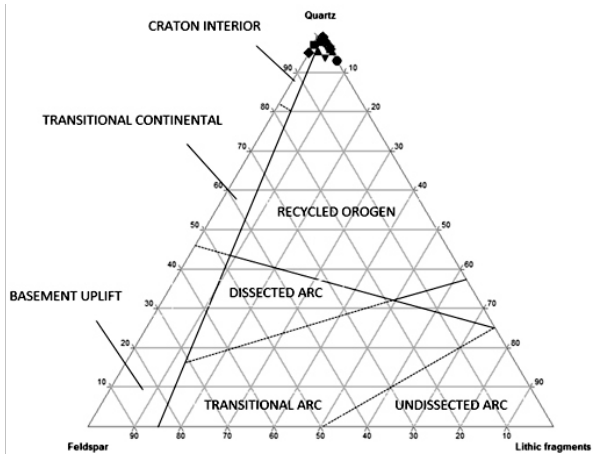 Quartz
CRATON INTERIOR
90 10
80 20
TRANSITIONAL CONTINENTAL
70 30
60 40
RECYCLED OROGEN
50 50
40 60
DISSECTED ARC
BASEMENT UPLIFT
30 70
20 80
10 90
TRANSITIONAL ARC UNDISSECTED ARC
90 80 70 60 50 40 30 20 10
Feldspar Lithic fragments